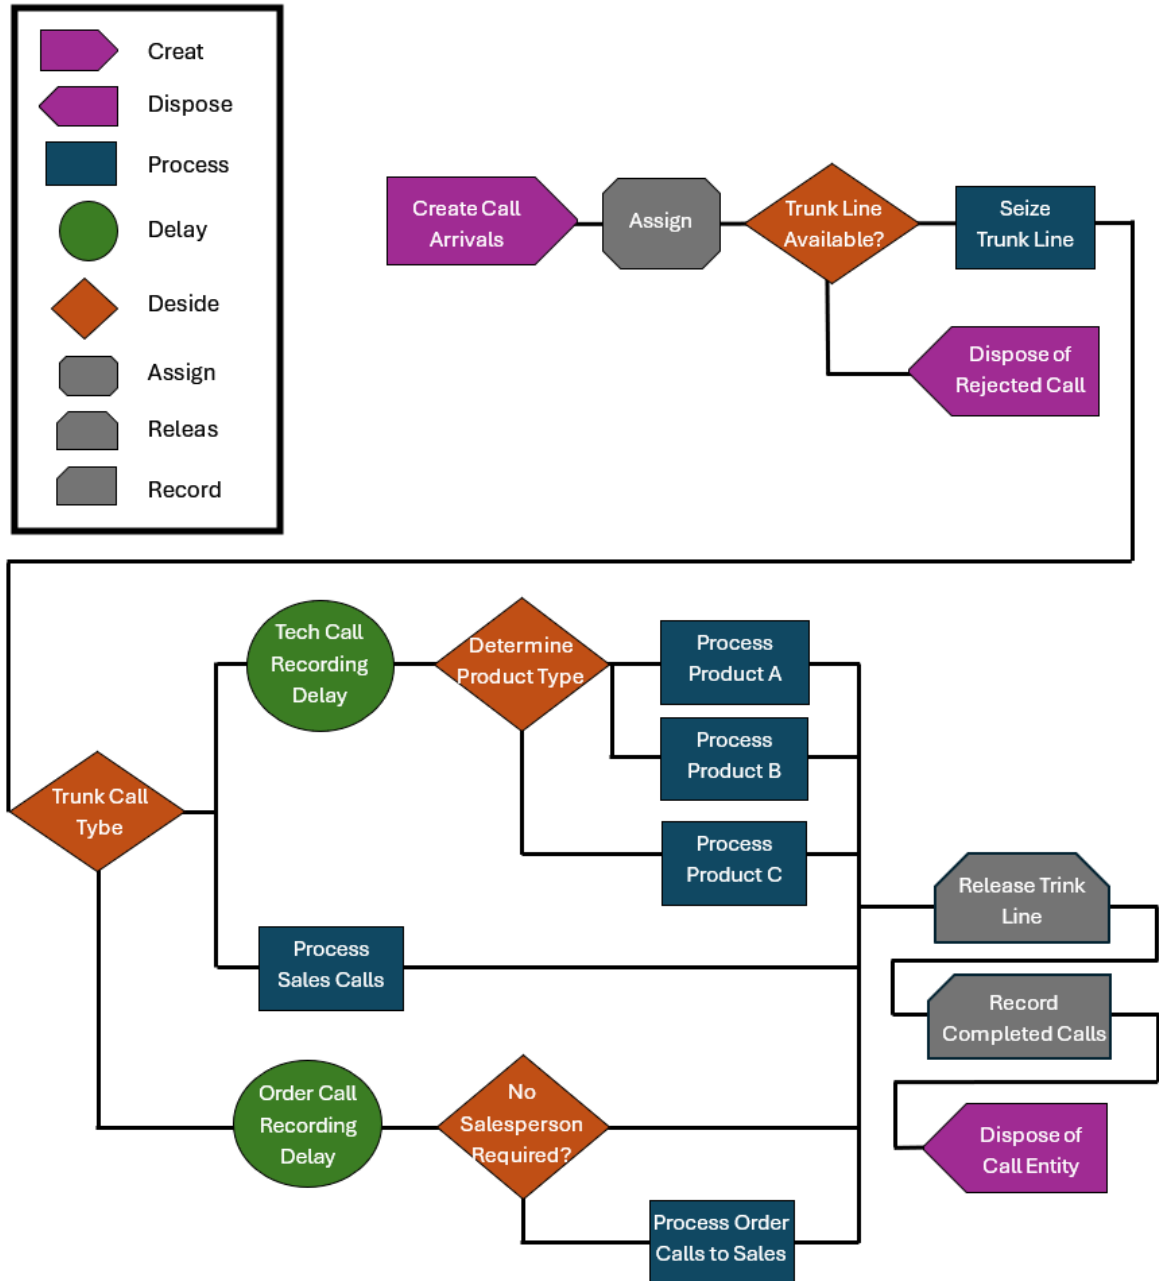 Creat
Dispose
Process
Delay
Deside
Assign
Releas
Record
Create Call
Arrivals
Assign
Trunk Line
Available?
Seize
Trunk Line
Dispose of
Rejected Call
Trunk Call
Tybe
Tech Call
Recording
Delay
Determine
Product Type
Process
Product A
Process
Product B
Process
Product C
Process
Sales Calls
Order Call
Recording
Delay
No
Salesperson
Required?
Process Order
Calls to Sales
Release Trink
Line
Record
Completed Calls
Dispose of
Call Entity